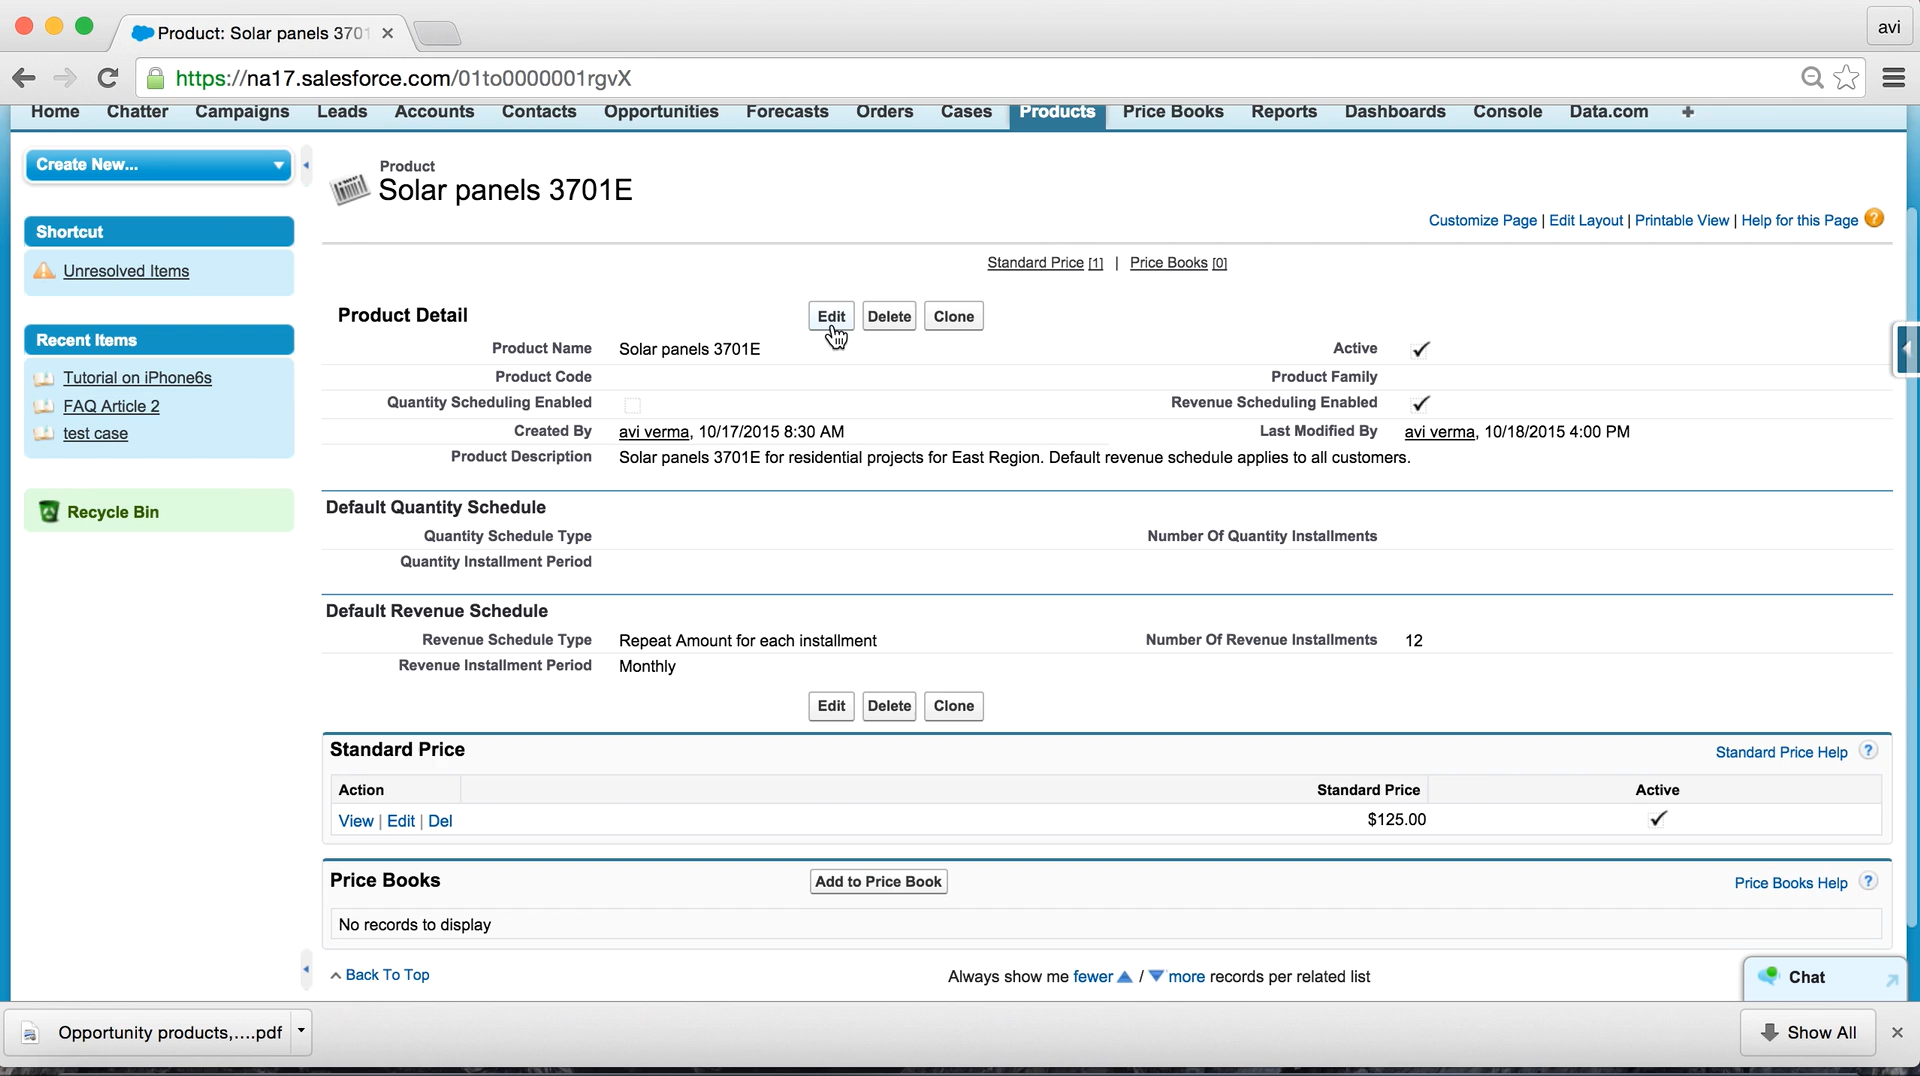 Product: Solar panels 3701
avi
https://na17.salesforce.com/01to0000001rgvX
Home Chatter Campaigns Leads Accounts Contacts Opportunities Forecasts Orders Cases Products Price Books Reports Dashboards Console Data.com +
Create New...
Shortcut
Unresolved Items
Recent Items
Tutorial on iPhone6s
FAQ Article 2
test case
Recycle Bin
Product
Solar panels 3701E
Customize Page | Edit Layout | Printable View | Help for this Page ?
Standard Price [1] | Price Books [0]
Product Detail Edit Delete Clone
Product Name Solar panels 3701E Active
Product Code Product Family
Quantity Scheduling Enabled Revenue Scheduling Enabled
Created By avi verma, 10/17/2015 8:30 AM Last Modified By avi verma, 10/18/2015 4:00 PM
Product Description Solar panels 3701E for residential projects for East Region. Default revenue schedule applies to all customers.
Default Quantity Schedule
Quantity Schedule Type Number Of Quantity Installments
Quantity Installment Period
Default Revenue Schedule
Revenue Schedule Type Repeat Amount for each installment Number Of Revenue Installments 12
Revenue Installment Period Monthly
Edit Delete Clone
Standard Price Standard Price Help ?
Action Standard Price Active
View | Edit | Del $125.00
Price Books Add to Price Book Price Books Help ?
No records to display
Back To Top Always show me fewer / more records per related list
Chat
Opportunity products,....pdf Show All